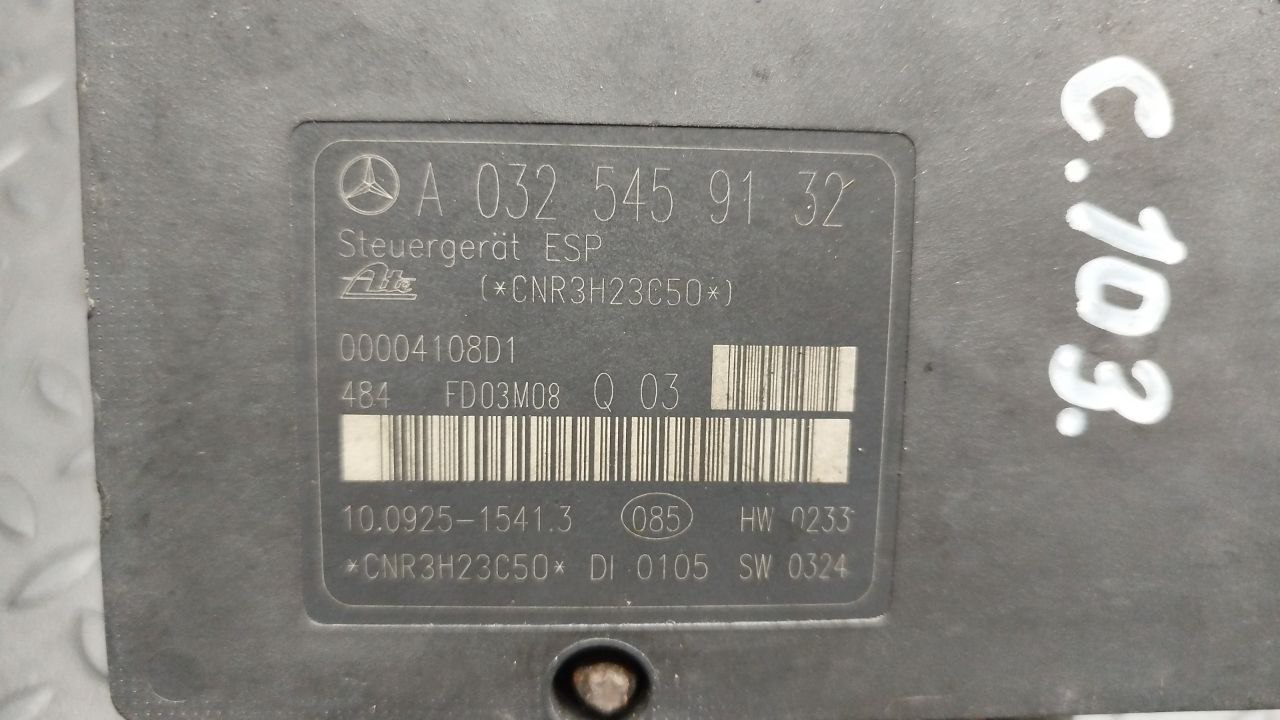 A 032 545 91 32
Steuergerät ESP
Ate (*CNR3H23C50*)
00004108D1
484 FD03M08 Q 03
10.0925-1541.3 085 HW 0233
*CNR3H23C50* DI 0105 SW 0324
C.103.